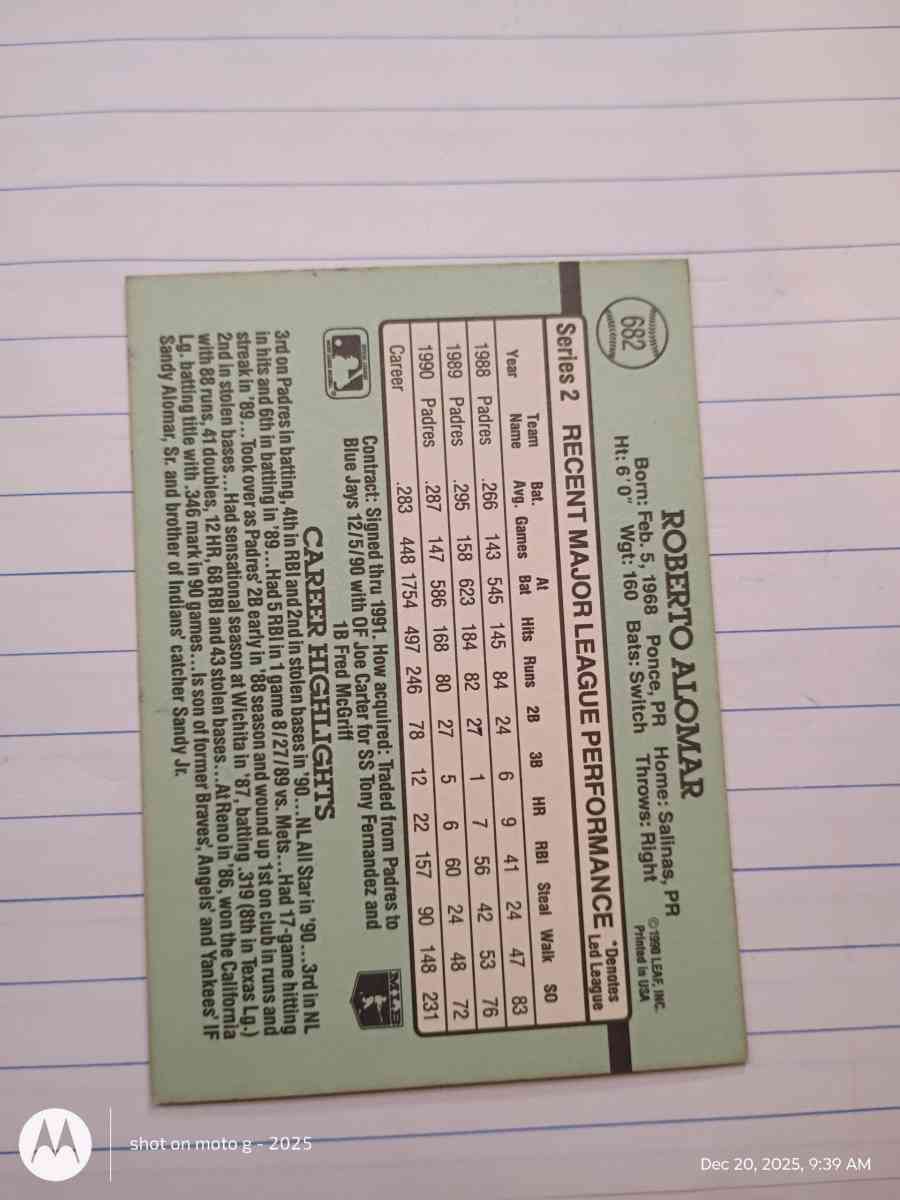 682
ROBERTO ALOMAR
Born: Feb. 5, 1968 Ponce, PR Home: Salinas, PR
Ht: 6'0" Wgt: 160 Bats: Switch Throws: Right
©1990 LEAF, INC.
Printed in USA
Series 2 RECENT MAJOR LEAGUE PERFORMANCE *Denotes Led League
Year Team Name Bat. Avg. Games At Bat Hits Runs 2B 3B HR RBI Steal Walk SO
1988 Padres .266 143 545 145 84 24 6 9 41 24 47 83
1989 Padres .295 158 623 184 82 27 1 7 56 42 53 76
1990 Padres .287 147 586 168 80 27 5 6 60 24 48 72
Career .283 448 1754 497 246 78 12 22 157 90 148 231
Contract: Signed thru 1991. How acquired: Traded from Padres to
Blue Jays 12/5/90 with OF Joe Carter for SS Tony Fernandez and
1B Fred McGriff
MLB
CAREER HIGHLIGHTS
3rd on Padres in batting, 4th in RBI and 2nd in stolen bases in '90...NL All Star in '90...3rd in NL
in hits and 6th in batting in '89...Had 5 RBI in 1 game 8/27/89 vs. Mets...Had 17-game hitting
streak in '89...Took over as Padres' 2B early in '88 season and wound up 1st on club in runs and
2nd in stolen bases...Had sensational season at Wichita in '87, batting .319 (8th in Texas Lg.)
with 88 runs, 41 doubles, 12 HR, 68 RBI and 43 stolen bases...At Reno in '86, won the California
Lg. batting title with .346 mark in 90 games...Is son of former Braves', Angels' and Yankees' IF
Sandy Alomar, Sr. and brother of Indians' catcher Sandy Jr.
shot on moto g - 2025
Dec 20, 2025, 9:39 AM